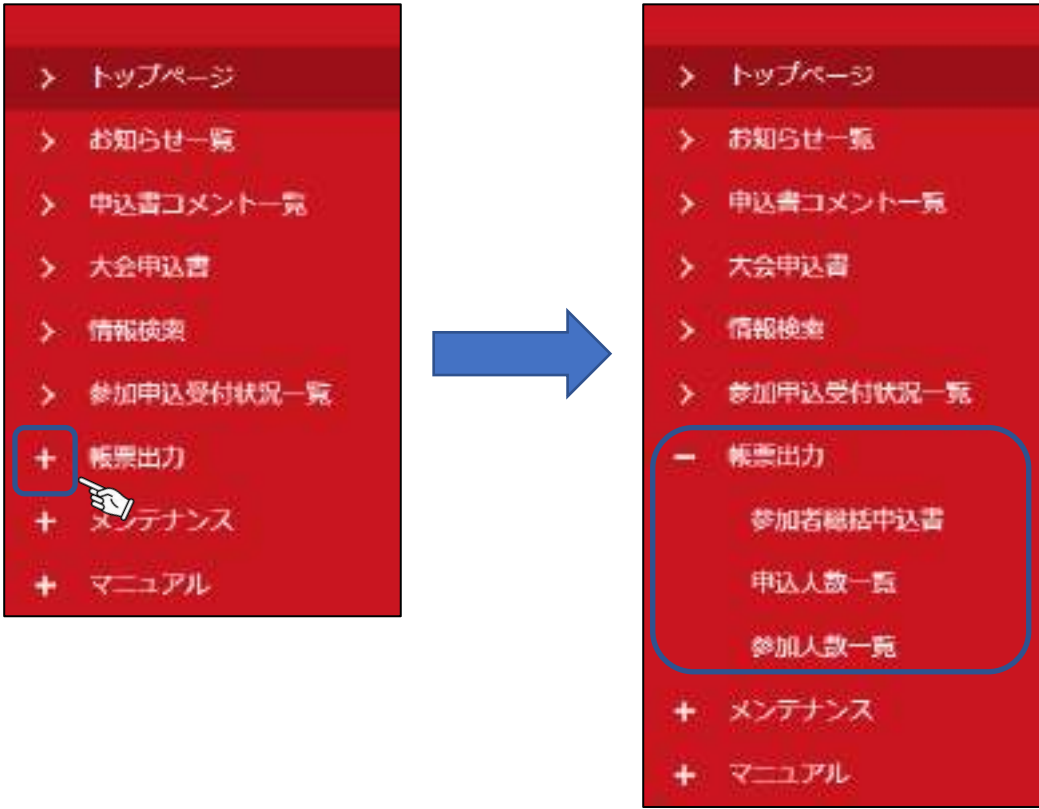 トップページ
お知らせ一覧
申込書コメント一覧
大会申込書
情報検索
参加申込受付状況一覧
帳票出力
メンテナンス
マニュアル
トップページ
お知らせ一覧
申込書コメント一覧
大会申込書
情報検索
参加申込受付状況一覧
帳票出力
参加者総括申込書
申込人数一覧
参加人数一覧
メンテナンス
マニュアル